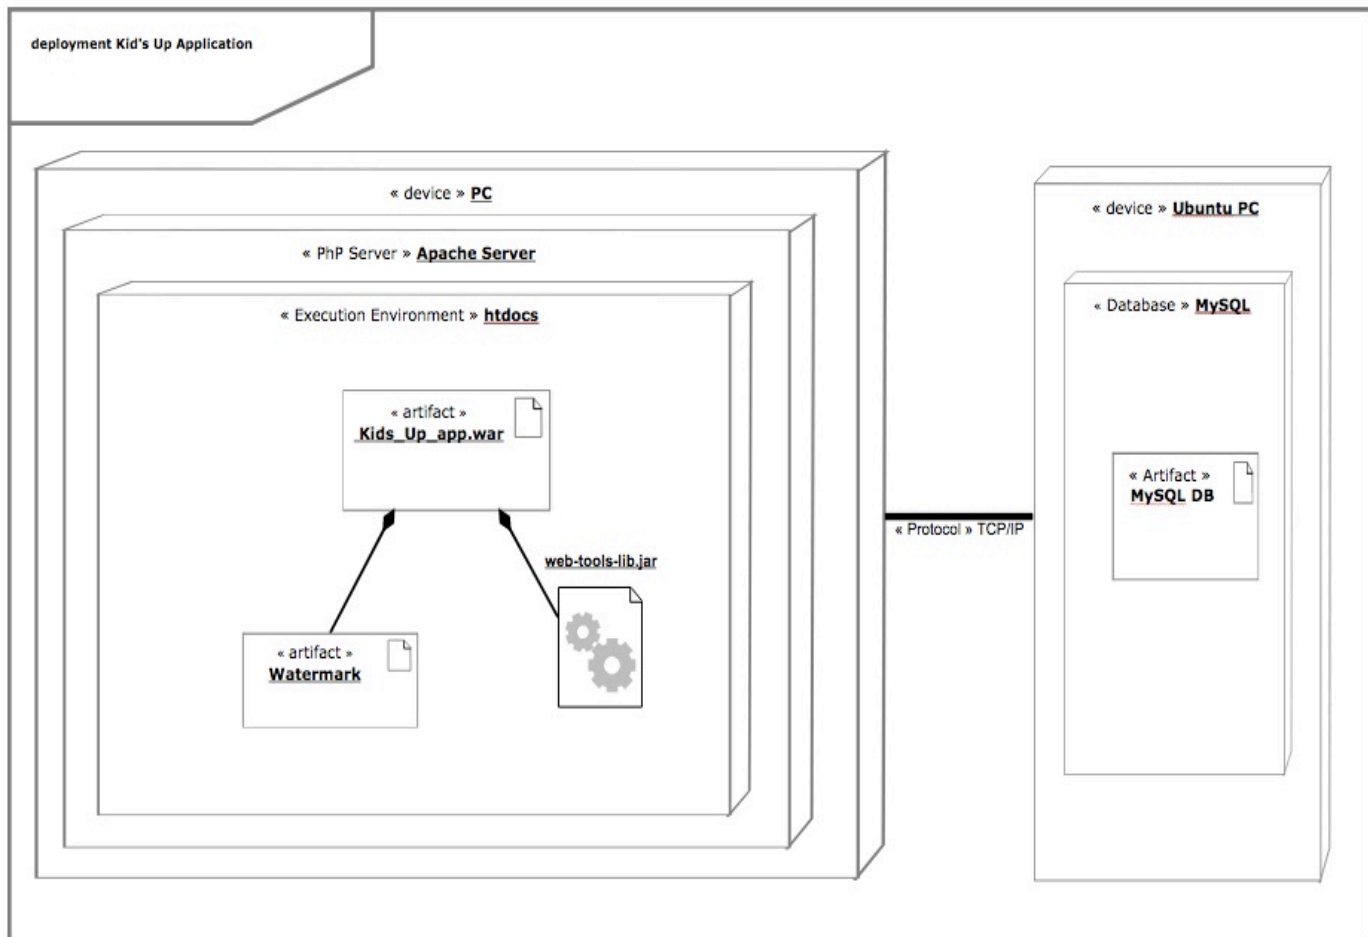 deployment Kid's Up Application
« device » PC
« PhP Server » Apache Server
« Execution Environment » htdocs
« artifact »
Kids_Up_app.war
web-tools-lib.jar
« artifact »
Watermark
« Protocol » TCP/IP
« device » Ubuntu PC
« Database » MySQL
« Artifact »
MySQL DB